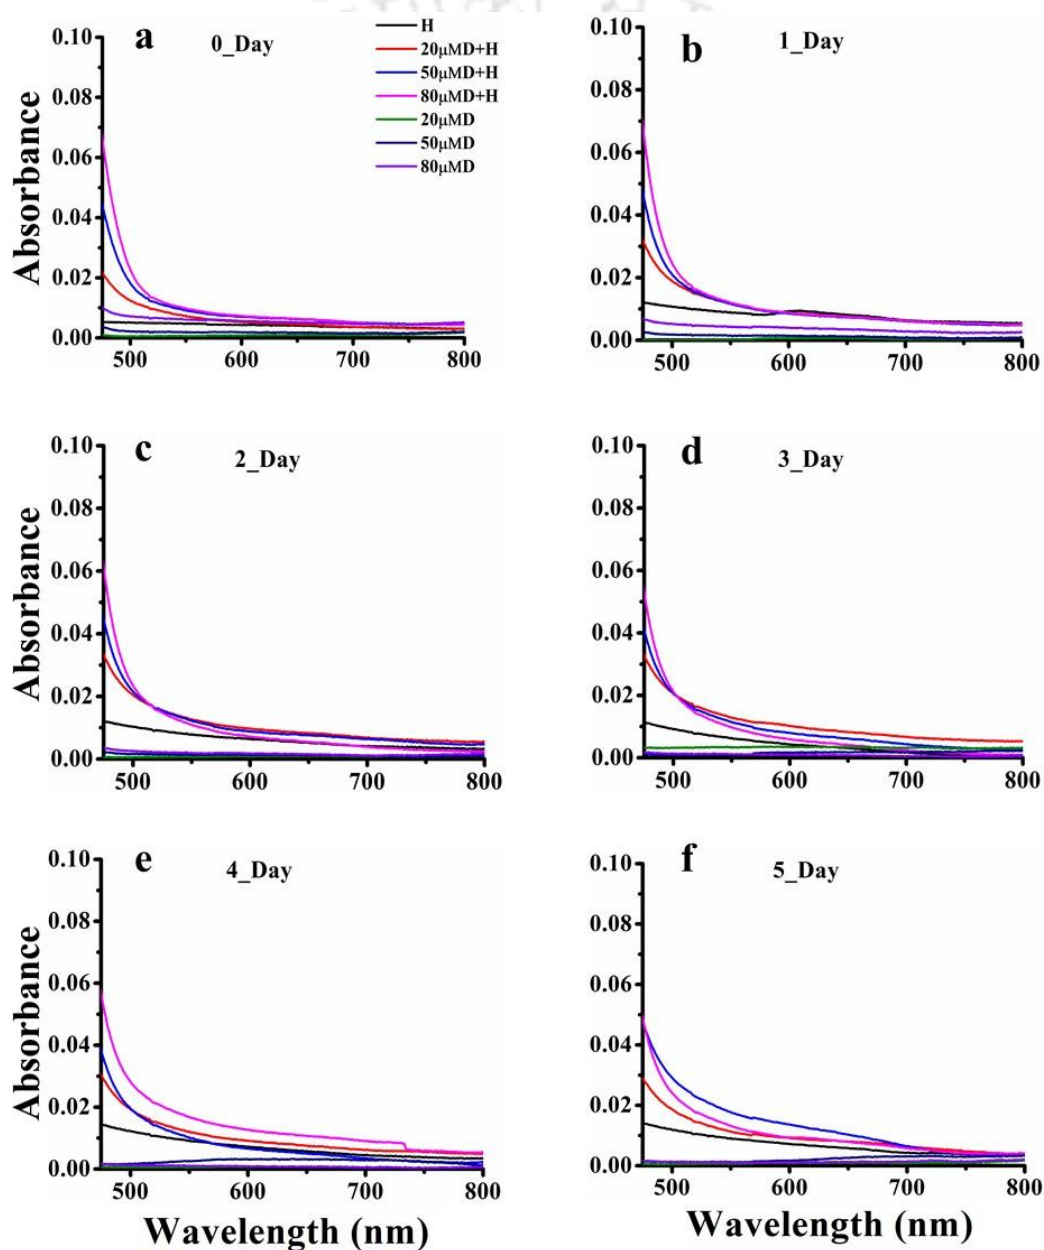 a
0_Day
H
20μMD+H
50μMD+H
80μMD+H
20μMD
50μMD
80μMD
0.10
0.08
0.06
0.04
0.02
0.00
Absorbance
500
600
700
800
b
1_Day
0.10
0.08
0.06
0.04
0.02
0.00
500
600
700
800
c
2_Day
0.10
0.08
0.06
0.04
0.02
0.00
Absorbance
500
600
700
800
d
3_Day
0.10
0.08
0.06
0.04
0.02
0.00
500
600
700
800
e
4_Day
0.10
0.08
0.06
0.04
0.02
0.00
Absorbance
500
600
700
800
Wavelength (nm)
f
5_Day
0.10
0.08
0.06
0.04
0.02
0.00
500
600
700
800
Wavelength (nm)